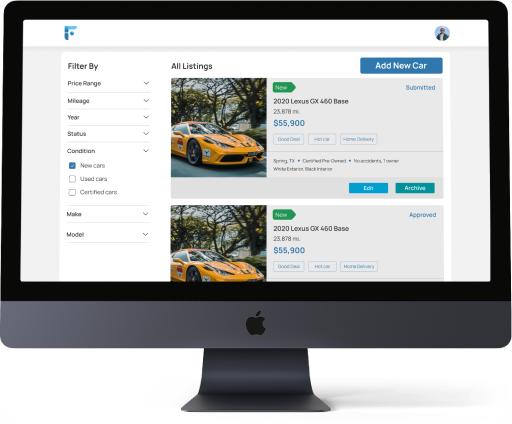 Filter By
Price Range
Mileage
Year
Status
Condition
New cars
Used cars
Certified cars
Make
Model
All Listings
Add New Car
New
Submitted
2020 Lexus GX 460 Base
23,878 mi.
$55,900
Good Deal
Hot car
Home Delivery
Spring, TX • Certified Pre-Owned • No accidents, 1 owner
White Exterior, Black Interior
Edit
Archive
New
Approved
2020 Lexus GX 460 Base
23,878 mi.
$55,900
Good Deal
Hot car
Home Delivery